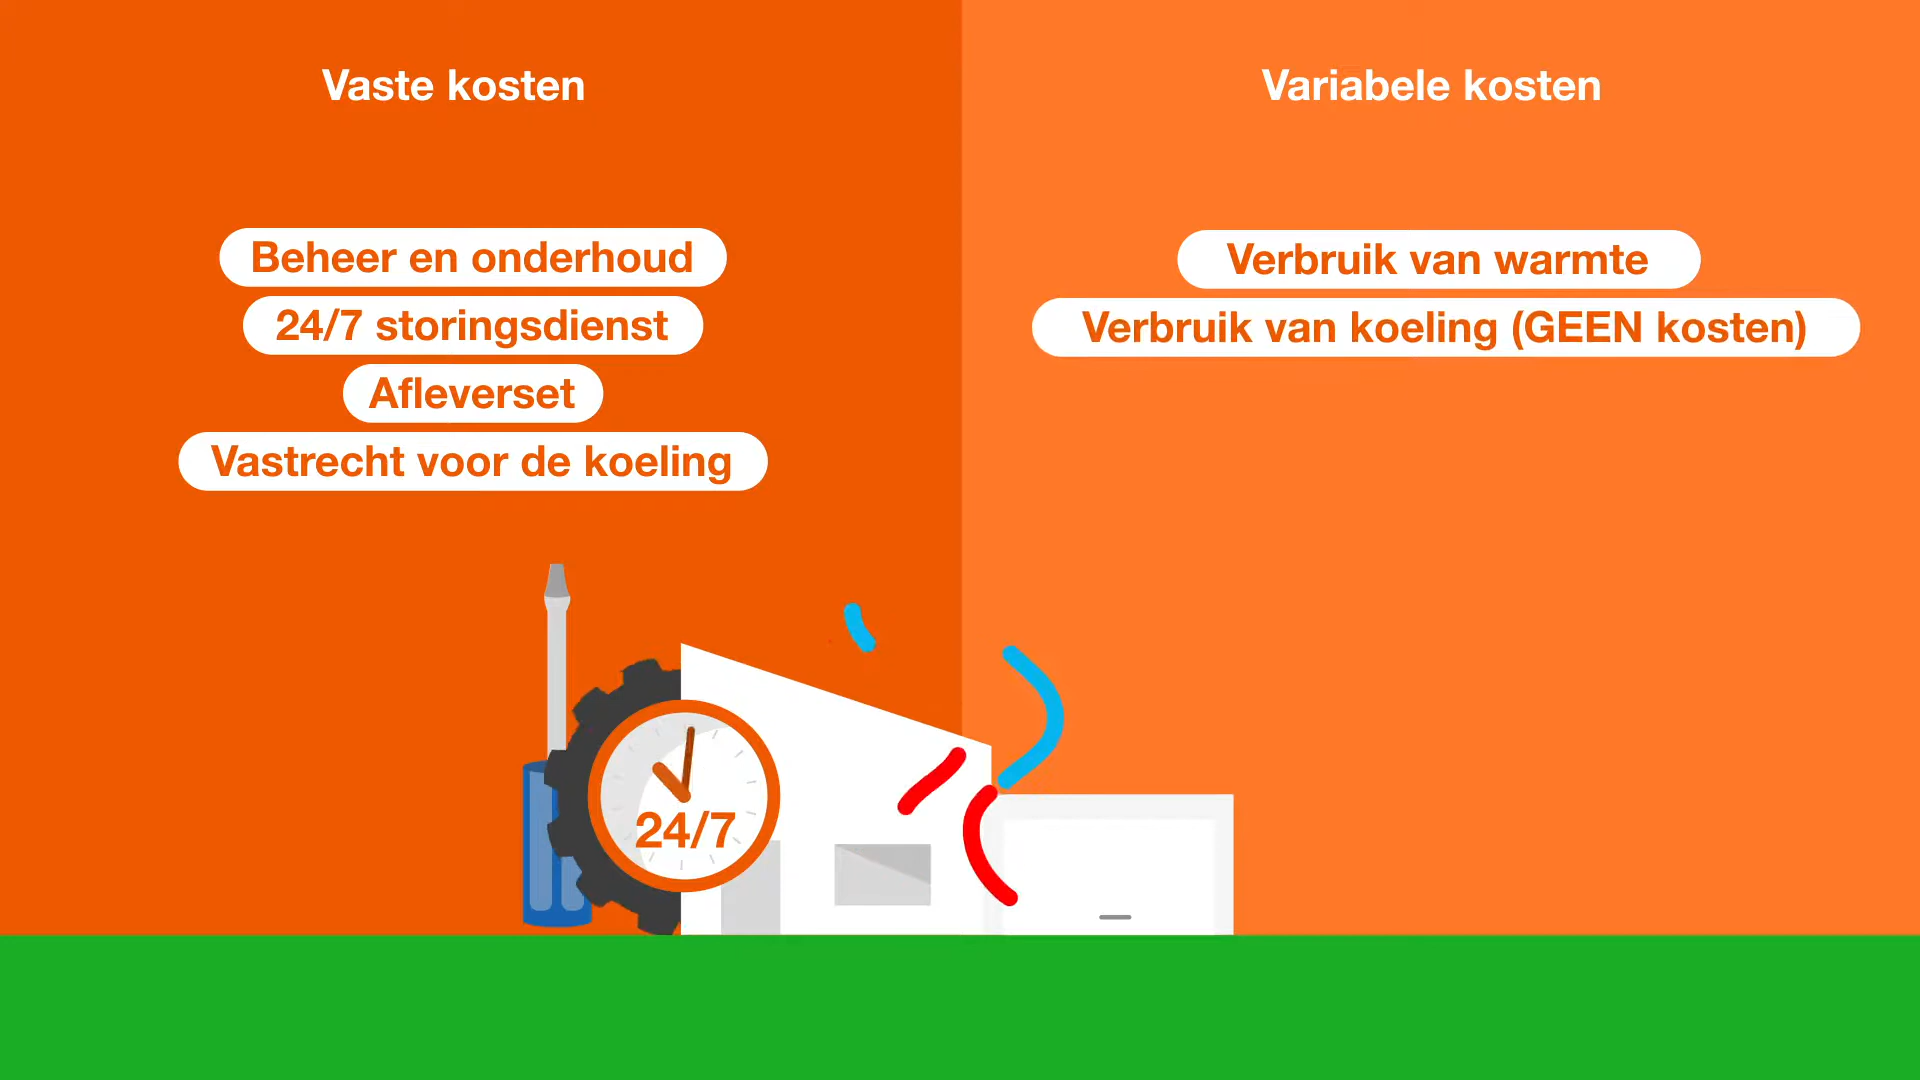 Vaste kosten
Beheer en onderhoud
24/7 storingsdienst
Afleverset
Vastrecht voor de koeling
Variabele kosten
Verbruik van warmte
Verbruik van koeling (GEEN kosten)
24/7